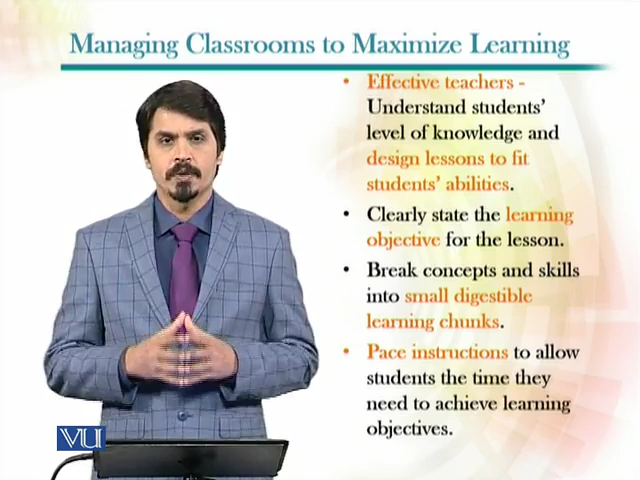 Managing Classrooms to Maximize Learning
• Effective teachers -
Understand students'
level of knowledge and
design lessons to fit
students' abilities.
• Clearly state the learning
objective for the lesson.
• Break concepts and skills
into small digestible
learning chunks.
• Pace instructions to allow
students the time they
need to achieve learning
objectives.
VU